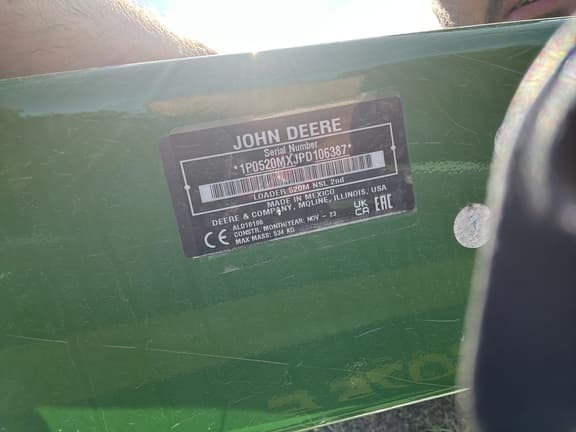 JOHN DEERE
Serial Number
*1P0520MXJPD106387*
LOADER 520M NSL 2nd
MADE IN MEXICO
DEERE & COMPANY, MOLINE, ILLINOIS, USA
AL010196
CONSTR. MONTH/YEAR: NOV - 23
MAX MASS: 534 KG
CE
UK
CA
EAC